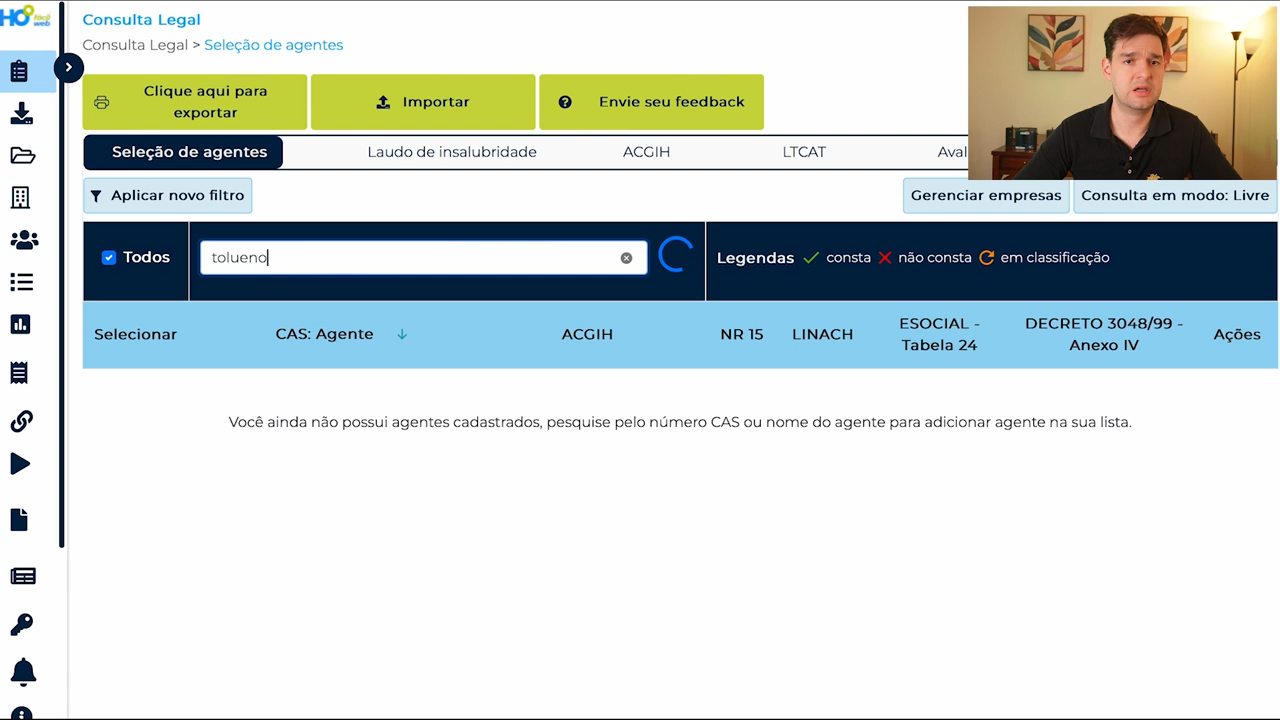 HO fácil web
Consulta Legal
Consulta Legal > Seleção de agentes
Clique aqui para
exportar
Importar
Envie seu feedback
Seleção de agentes
Laudo de insalubridade
ACGIH
LTCAT
Aval
Aplicar novo filtro
Gerenciar empresas
Consulta em modo: Livre
Todos
tolueno
Legendas consta não consta em classificação
Selecionar
CAS: Agente
ACGIH
NR 15
LINACH
ESOCIAL -
Tabela 24
DECRETO 3048/99 -
Anexo IV
Ações
Você ainda não possui agentes cadastrados, pesquise pelo número CAS ou nome do agente para adicionar agente na sua lista.